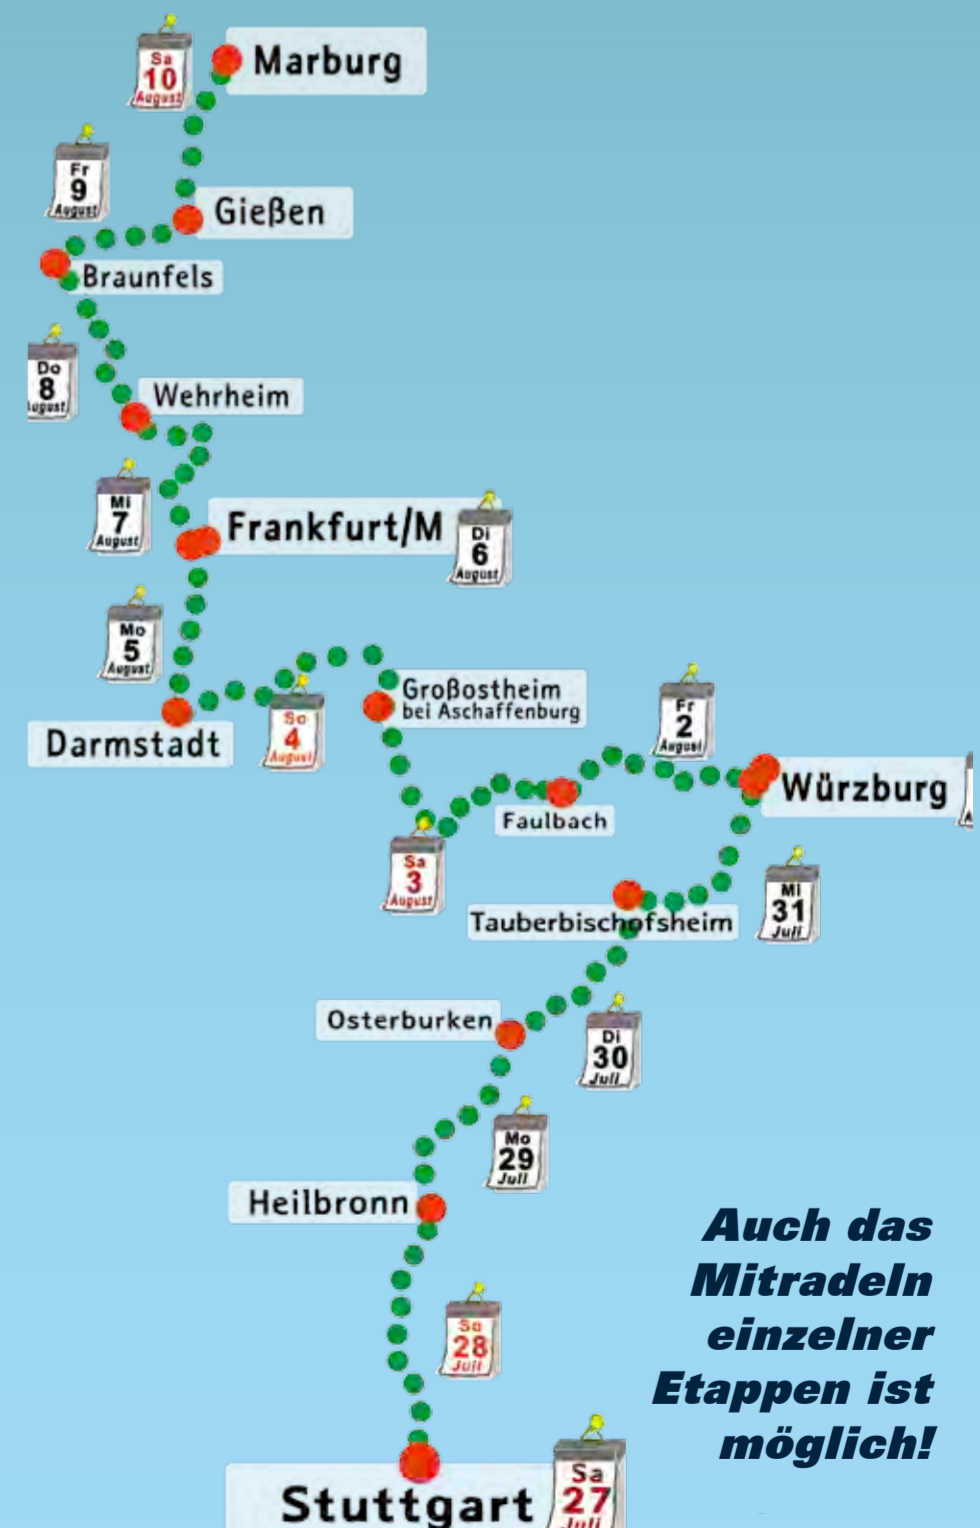 Sa
10
August
Marburg
Fr
9
August
Gießen
Braunfels
Do
8
August
Wehrheim
Mi
7
August
Frankfurt/M
Di
6
August
Mo
5
August
Großostheim
bei Aschaffenburg
So
4
August
Darmstadt
Fr
2
August
Würzburg
Faulbach
Sa
3
August
Mi
31
Juli
Tauberbischofsheim
Osterburken
Di
30
Juli
Mo
29
Juli
Heilbronn
Auch das
Mitradeln
einzelner
Etappen ist
möglich!
So
28
Juli
Stuttgart
Sa
27
Juli